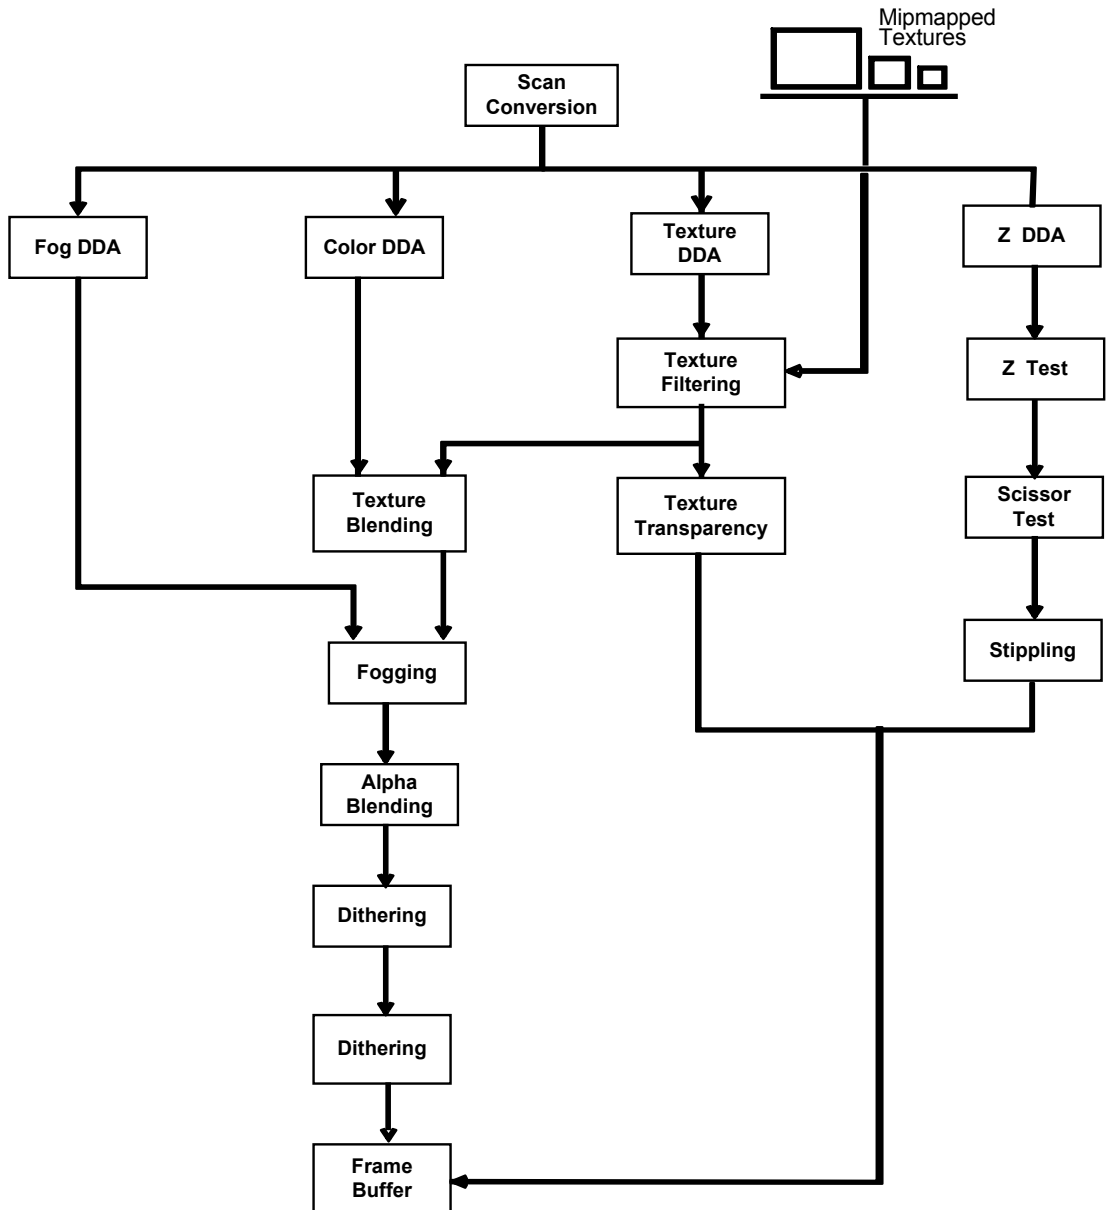 Mipmapped
Textures
Scan
Conversion
Fog DDA
Color DDA
Texture
DDA
Z DDA
Texture
Filtering
Z Test
Texture
Blending
Texture
Transparency
Scissor
Test
Fogging
Stippling
Alpha
Blending
Dithering
Dithering
Frame
Buffer